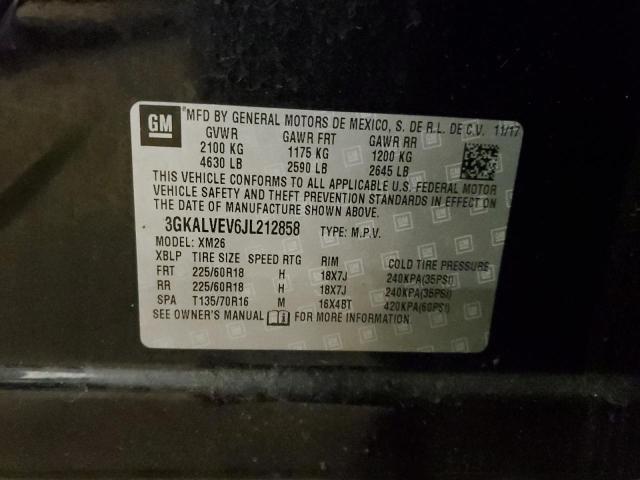 GM
MFD BY GENERAL MOTORS DE MEXICO, S. DE R.L. DE C.V. 11/17
GVWR GAWR FRT GAWR RR
2100 KG 1175 KG 1200 KG
4630 LB 2590 LB 2645 LB
THIS VEHICLE CONFORMS TO ALL APPLICABLE U.S. FEDERAL MOTOR
VEHICLE SAFETY AND THEFT PREVENTION STANDARDS IN EFFECT ON
THE DATE OF MANUFACTURE SHOWN ABOVE.
3GKALVEV6JL212858 TYPE: M.P.V.
MODEL: XM26
XBLP TIRE SIZE SPEED RTG RIM COLD TIRE PRESSURE
FRT 225/60R18 H 18X7J 240KPA(35PSI)
RR 225/60R18 H 18X7J 240KPA(35PSI)
SPA T135/70R16 M 16X4BT 420KPA(60PSI)
SEE OWNER'S MANUAL FOR MORE INFORMATION